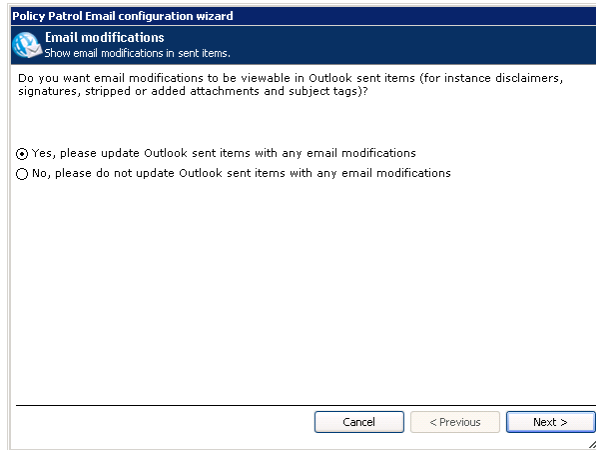 Policy Patrol Email configuration wizard
Email modifications
Show email modifications in sent items.
Do you want email modifications to be viewable in Outlook sent items (for instance disclaimers,
signatures, stripped or added attachments and subject tags)?
Yes, please update Outlook sent items with any email modifications
No, please do not update Outlook sent items with any email modifications
Cancel
< Previous
Next >